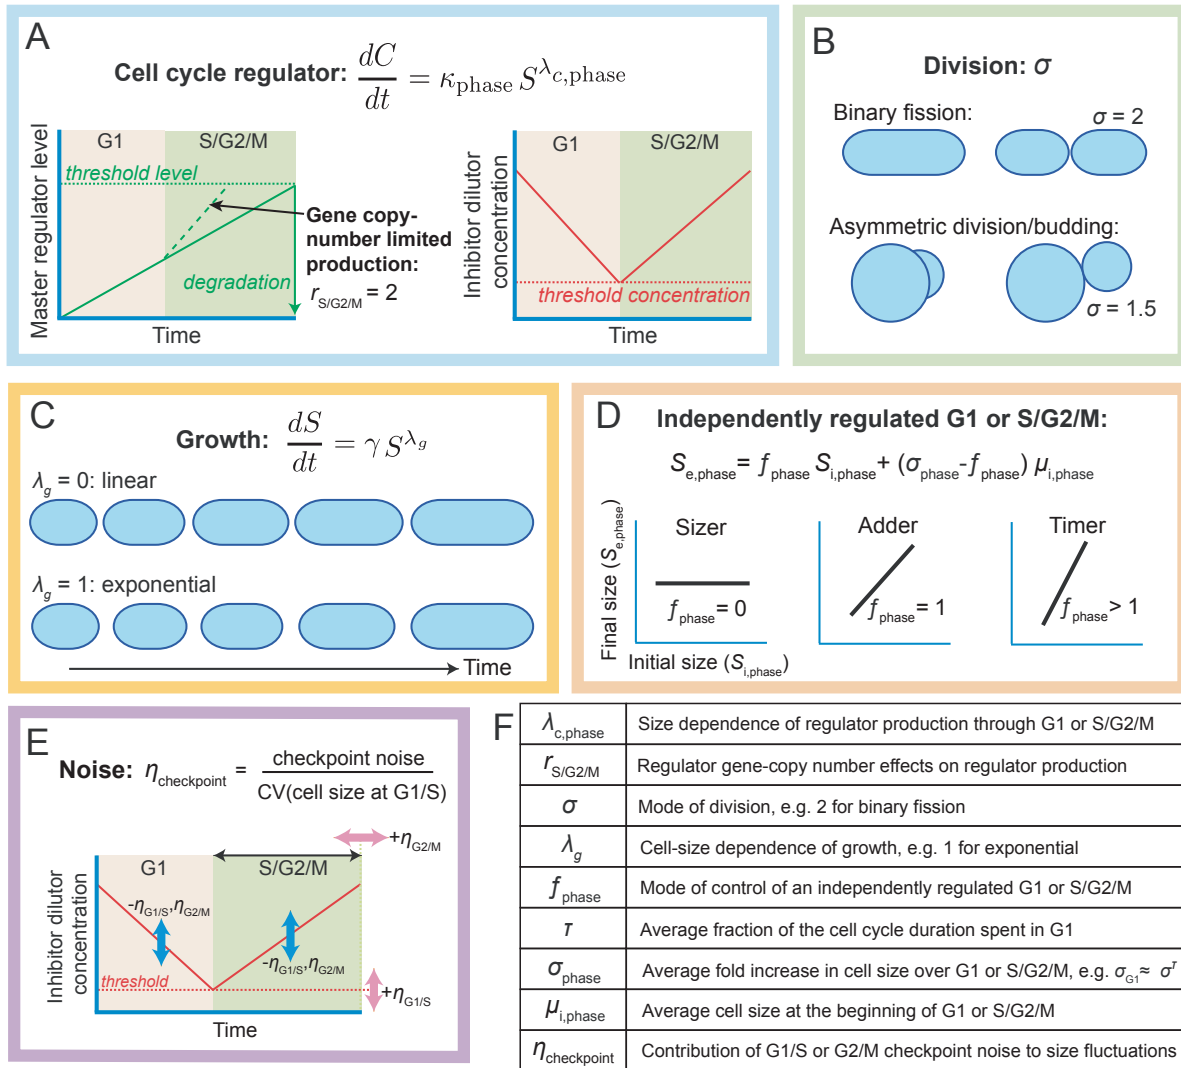 A
Cell cycle regulator: dC/dt = κ_phase S^λ_c,phase
G1
S/G2/M
threshold level
Gene copy-
number limited
production:
r_S/G2/M = 2
degradation
Master regulator level
Time
G1
S/G2/M
threshold concentration
Inhibitor dilutor
concentration
Time
B
Division: σ
Binary fission:
σ = 2
Asymmetric division/budding:
σ = 1.5
C
Growth: dS/dt = γ S^λ_g
λ_g = 0: linear
λ_g = 1: exponential
Time
D
Independently regulated G1 or S/G2/M:
S_e,phase = f_phase S_i,phase + (σ_phase-f_phase) μ_i,phase
Final size (S_e,phase)
Sizer
f_phase = 0
Adder
f_phase = 1
Timer
f_phase > 1
Initial size (S_i,phase)
E
Noise: η_checkpoint = checkpoint noise / CV(cell size at G1/S)
+η_G2/M
G1
S/G2/M
-η_G1/S,η_G2/M
-η_G1/S,η_G2/M
threshold
+η_G1/S
Inhibitor dilutor
concentration
Time
F
λ_c,phase Size dependence of regulator production through G1 or S/G2/M
r_S/G2/M Regulator gene-copy number effects on regulator production
σ Mode of division, e.g. 2 for binary fission
λ_g Cell-size dependence of growth, e.g. 1 for exponential
f_phase Mode of control of an independently regulated G1 or S/G2/M
τ Average fraction of the cell cycle duration spent in G1
σ_phase Average fold increase in cell size over G1 or S/G2/M, e.g. σ_G1 ≈ σ^τ
μ_i,phase Average cell size at the beginning of G1 or S/G2/M
η_checkpoint Contribution of G1/S or G2/M checkpoint noise to size fluctuations